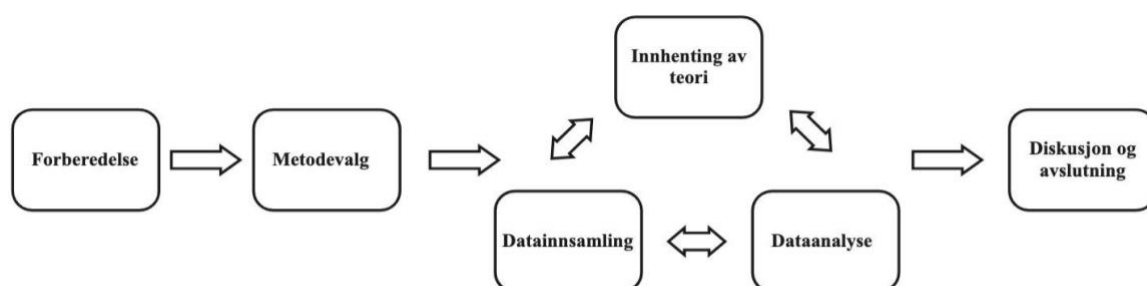 Forberedelse
Metodevalg
Innhenting av
teori
Datainnsamling
Dataanalyse
Diskusjon og
avslutning